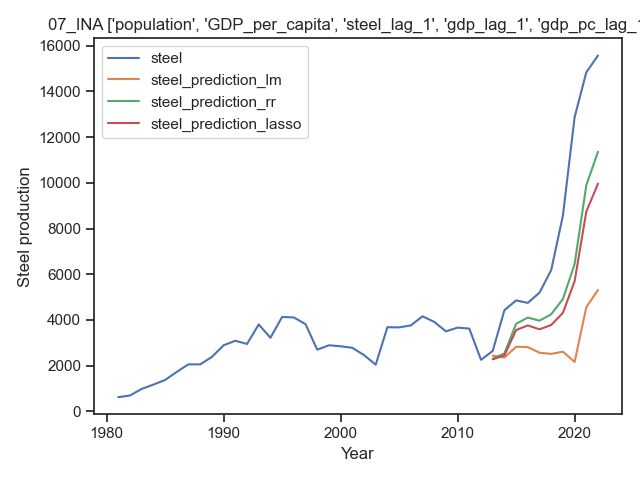 07_INA ['population', 'GDP_per_capita', 'steel_lag_1', 'gdp_lag_1', 'gdp_pc_lag_1
steel
steel_prediction_lm
steel_prediction_rr
steel_prediction_lasso
16000
14000
12000
10000
8000
6000
4000
2000
0
Steel production
1980
1990
2000
2010
2020
Year